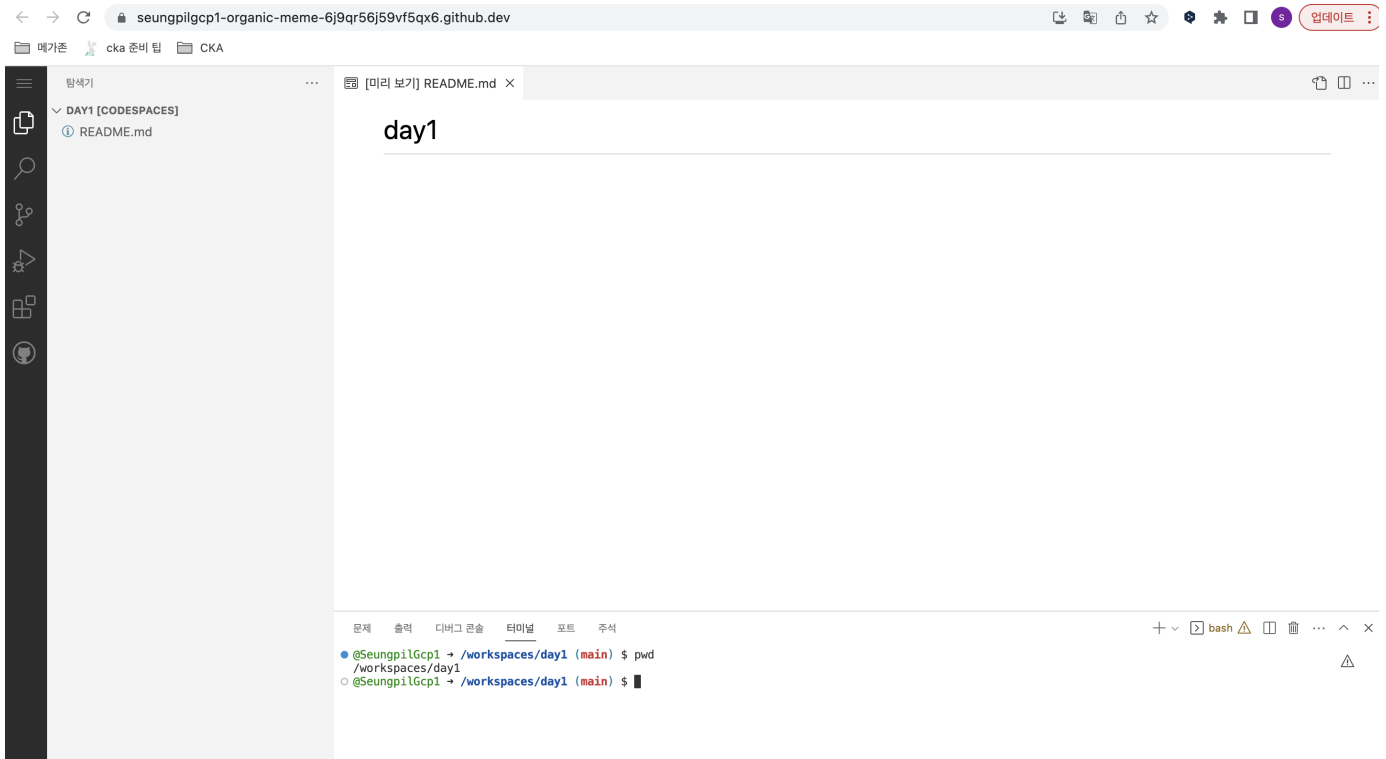 seungpilgcp1-organic-meme-6j9qr56j59vf5qx6.github.dev
S
업데이트
메가존
cka 준비 팁
CKA
탐색기
[미리 보기] README.md
DAY1 [CODESPACES]
README.md
day1
문제 출력 디버그 콘솔 터미널 포트 주석
bash
@SeungpilGcp1 → /workspaces/day1 (main) $ pwd
/workspaces/day1
@SeungpilGcp1 → /workspaces/day1 (main) $